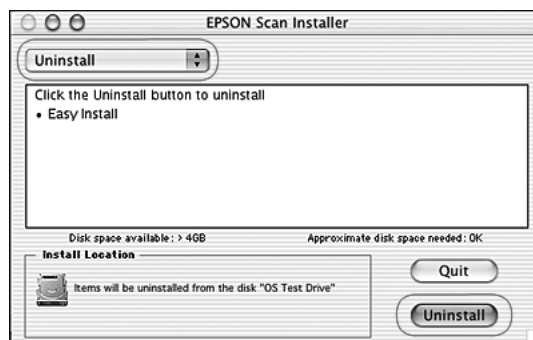 EPSON Scan Installer
Uninstall
Click the Uninstall button to uninstall
• Easy Install
Disk space available: > 4GB
Approximate disk space needed: 0K
Install Location
Items will be uninstalled from the disk "OS Test Drive"
Quit
Uninstall